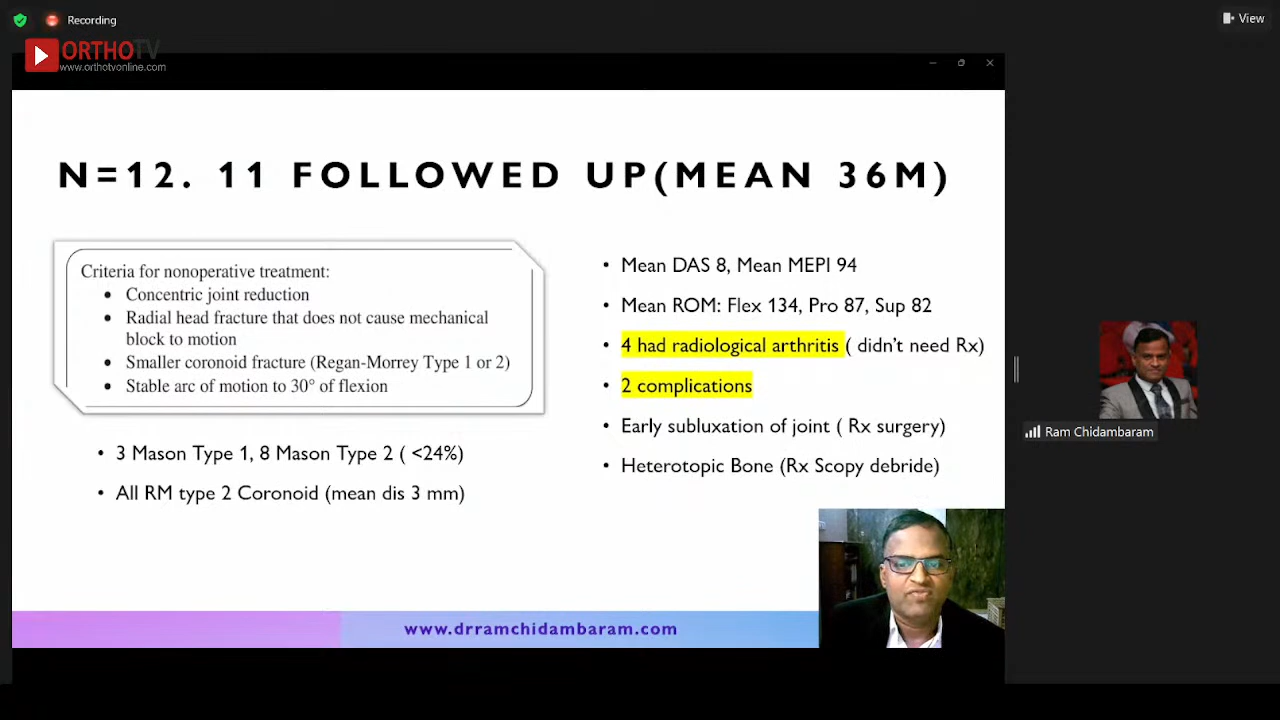 Recording
View
ORTHOTV
www.orthotvonline.com
N=12. 11 FOLLOWED UP(MEAN 36M)
Criteria for nonoperative treatment:
• Concentric joint reduction
• Radial head fracture that does not cause mechanical
block to motion
• Smaller coronoid fracture (Regan-Morrey Type 1 or 2)
• Stable arc of motion to 30° of flexion
• 3 Mason Type 1, 8 Mason Type 2 ( <24%)
• All RM type 2 Coronoid (mean dis 3 mm)
• Mean DAS 8, Mean MEPI 94
• Mean ROM: Flex 134, Pro 87, Sup 82
• 4 had radiological arthritis ( didn't need Rx)
• 2 complications
• Early subluxation of joint ( Rx surgery)
• Heterotopic Bone (Rx Scopy debride)
www.drramchidambaram.com
Ram Chidambaram